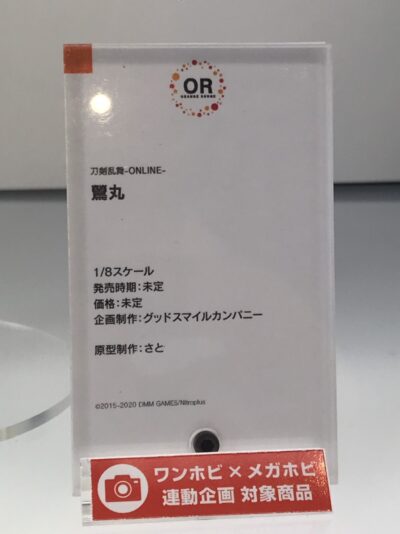 OR
ORANGE ROUGE
刀剣乱舞-ONLINE-
鶯丸
1/8スケール
発売時期:未定
価格:未定
企画制作:グッドスマイルカンパニー
原型制作:さと
©2015-2020 DMM GAMES/Nitroplus
ワンホビ×メガホビ
連動企画 対象商品